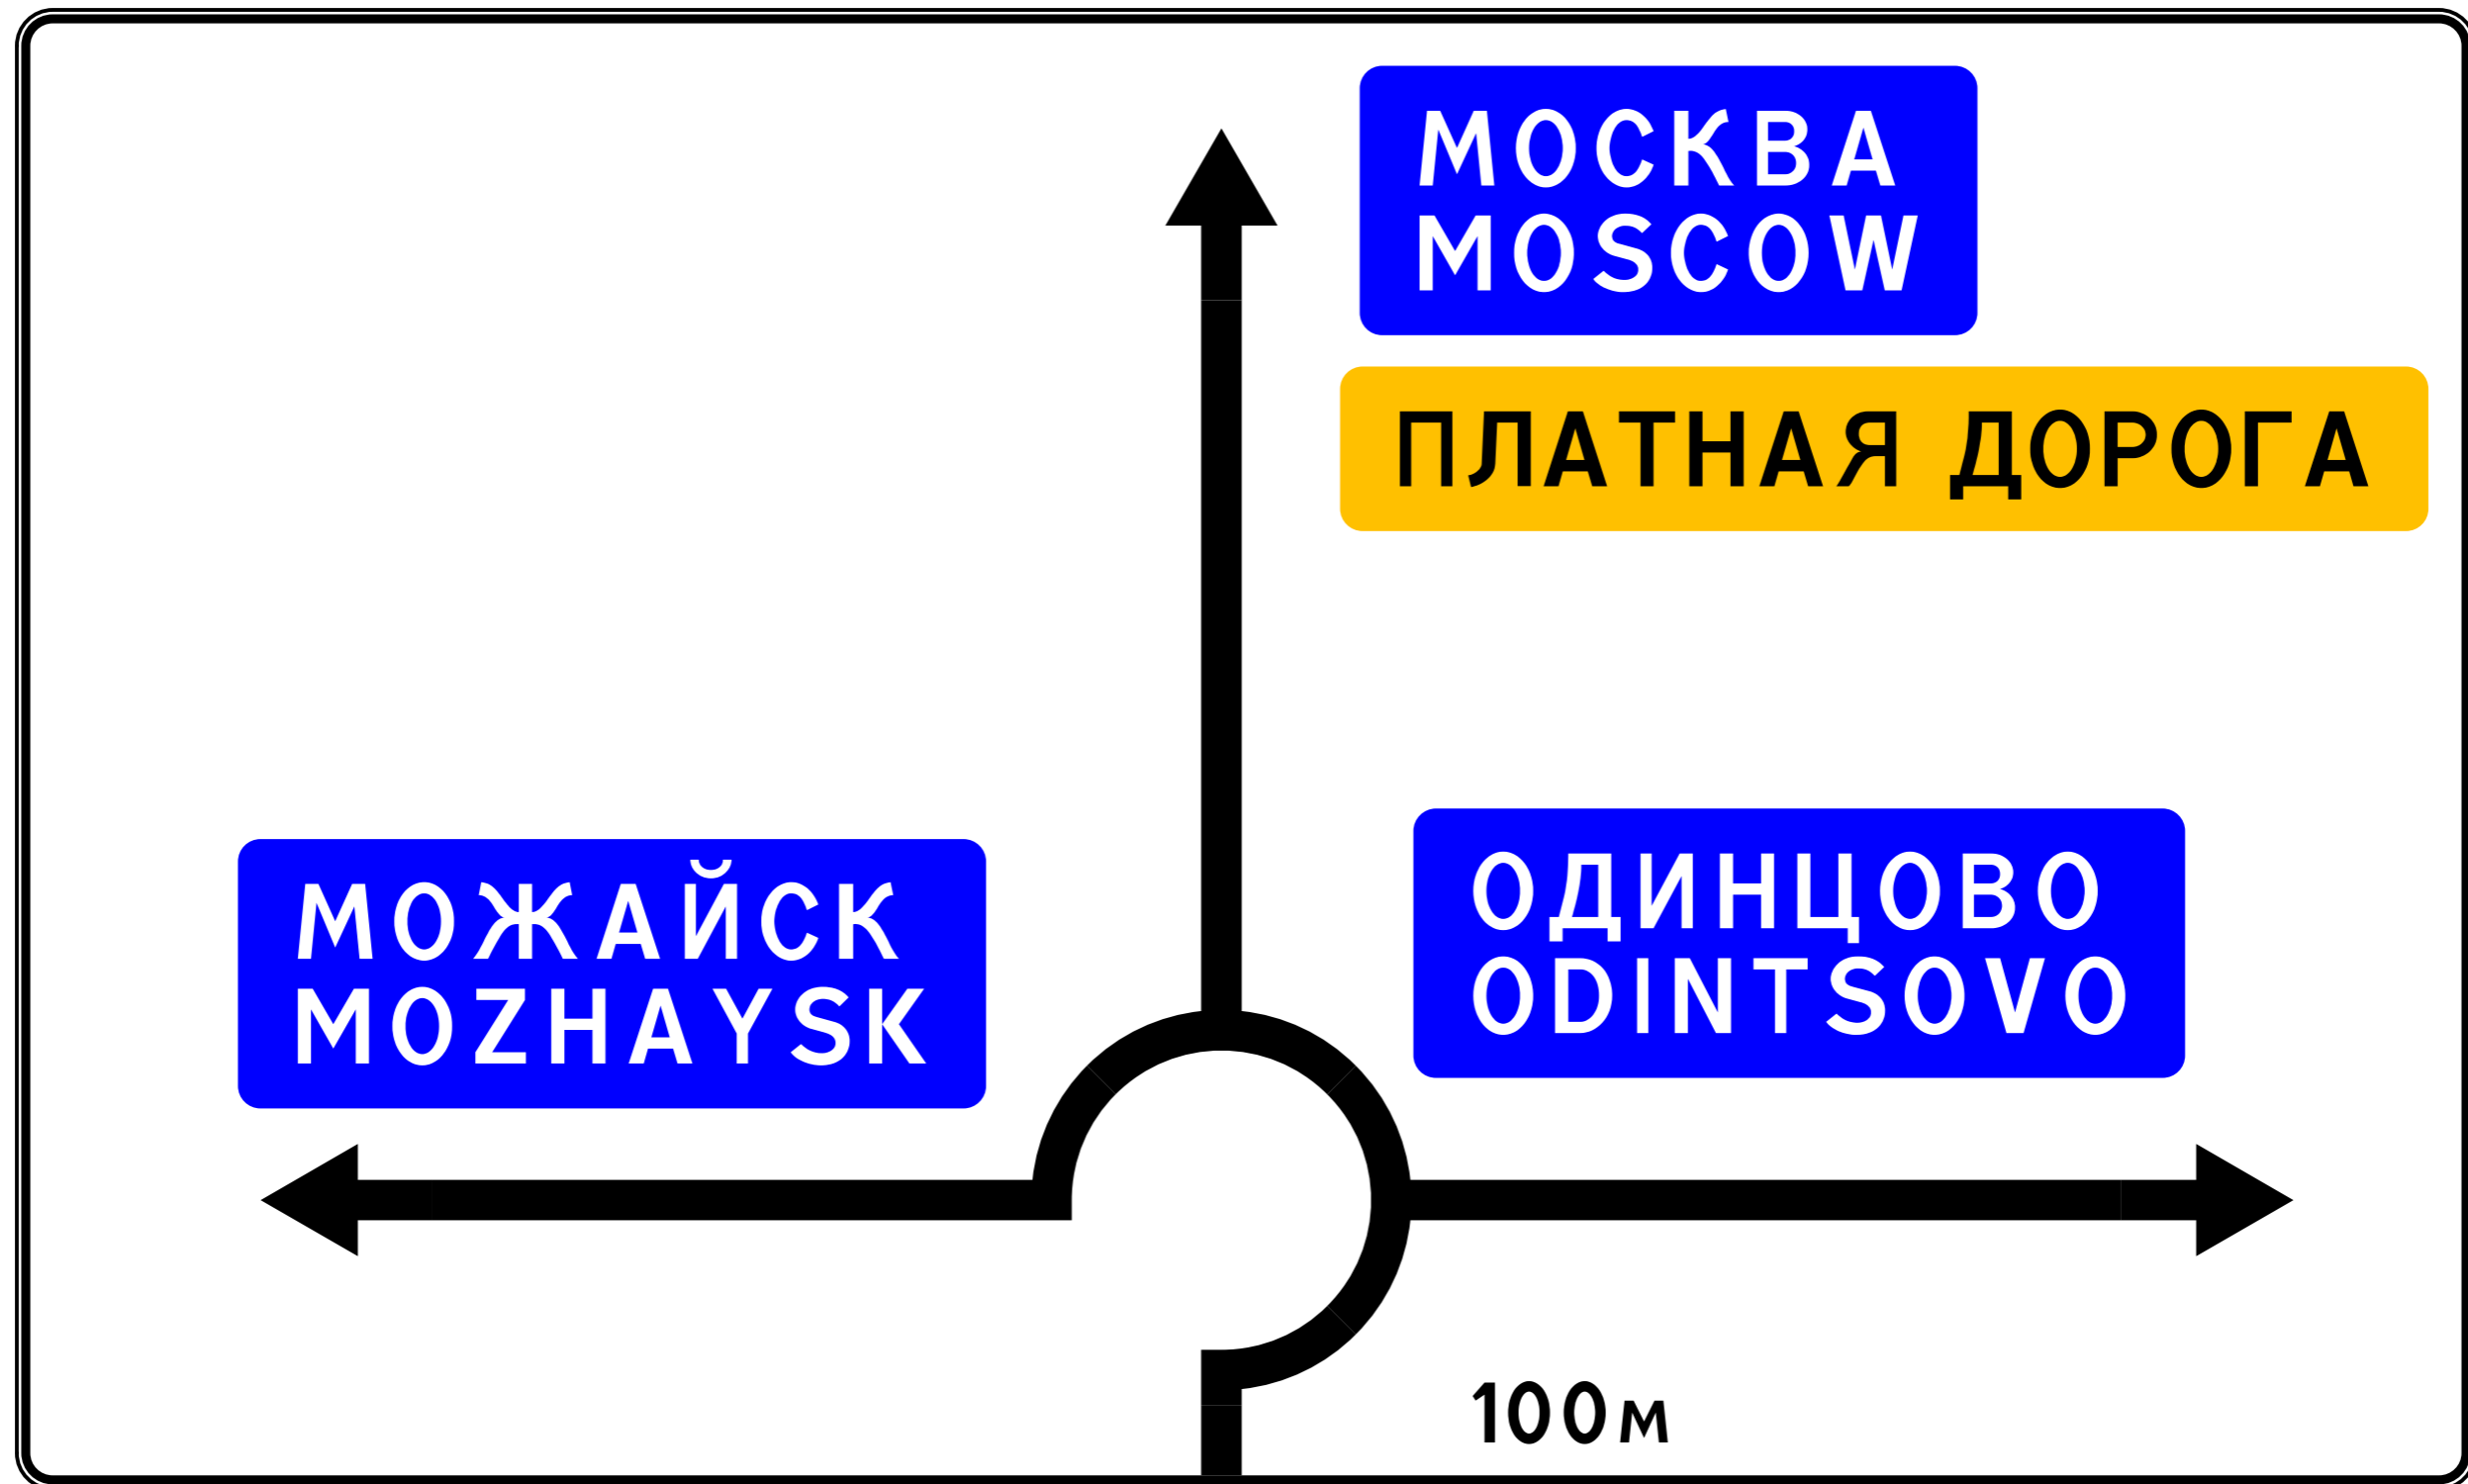 МОСКВА
MOSCOW
ПЛАТНАЯ ДОРОГА
МОЖАЙСК
MOZHAYSK
ОДИНЦОВО
ODINTSOVO
100м